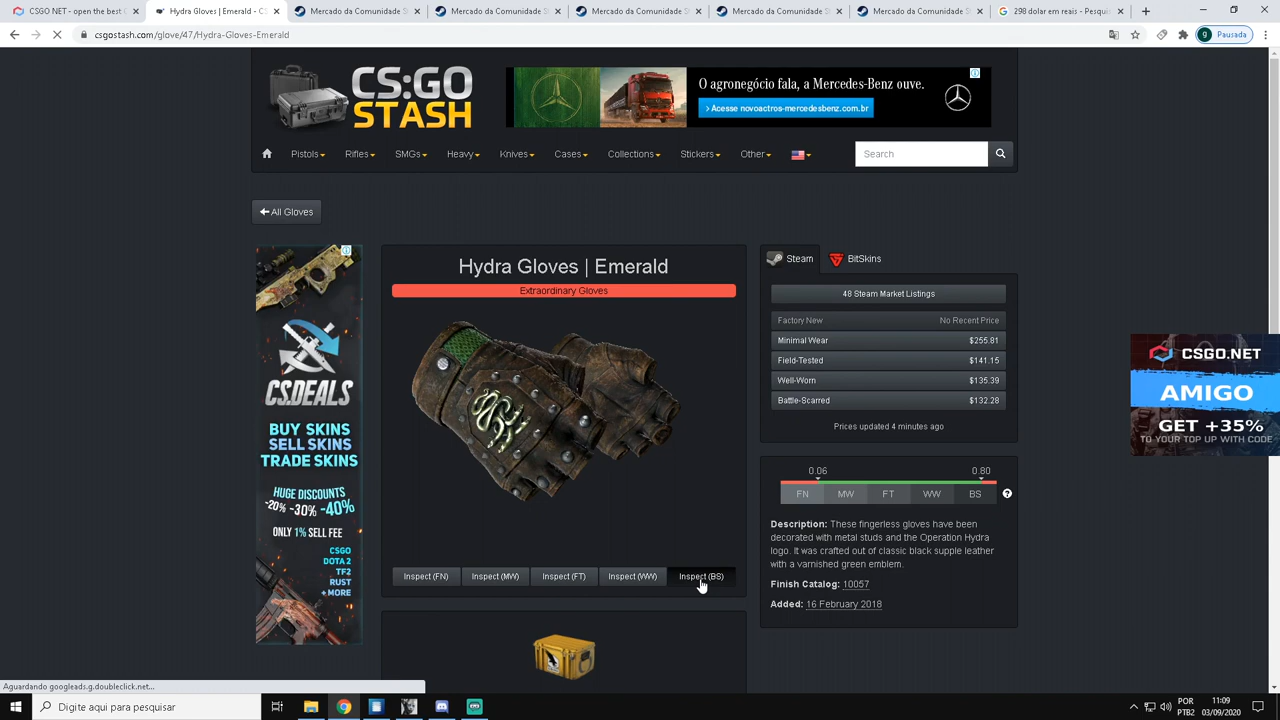 CSGO NET - open the best C
Hydra Gloves | Emerald - CS
Mercado da Comunidade S
Mercado da Comunidade S
Mercado da Comunidade S
Mercado da Comunidade S
Mercado da Comunidade S
298 dolar em reais - Pesqui
csgostash.com/glove/47/Hydra-Gloves-Emerald
g Pausada
CS:GO
STASH
O agronegócio fala, a Mercedes-Benz ouve.
> Acesse novoactros-mercedesbenz.com.br
Pistols Rifles SMGs Heavy Knives Cases Collections Stickers Other Search
All Gloves
CS.DEALS
BUY SKINS
SELL SKINS
TRADE SKINS
HUGE DISCOUNTS
-20% -30% -40%
ONLY 1% SELL FEE
CSGO
DOTA 2
TF2
RUST
+ MORE
Hydra Gloves | Emerald
Extraordinary Gloves
Inspect (FN) Inspect (MW) Inspect (FT) Inspect (WW) Inspect (BS)
Steam BitSkins
48 Steam Market Listings
Factory New No Recent Price
Minimal Wear $255.81
Field-Tested $141.15
Well-Worn $135.39
Battle-Scarred $132.28
Prices updated 4 minutes ago
0.06 0.80
FN MW FT WW BS
Description: These fingerless gloves have been
decorated with metal studs and the Operation Hydra
logo. It was crafted out of classic black supple leather
with a varnished green emblem.
Finish Catalog: 10057
Added: 16 February 2018
CSGO.NET
AMIGO
GET +35%
TO YOUR TOP UP WITH CODE
Aguardando googleads.g.doubleclick.net...
Digite aqui para pesquisar
POR
PTB2
11:09
03/09/2020